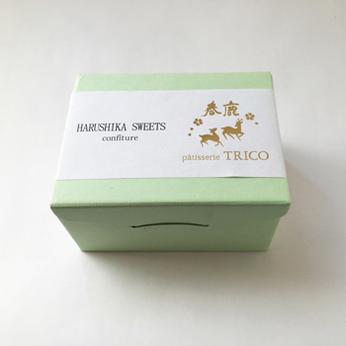 HARUSHIKA SWEETS
confiture
春鹿
pâtisserie TRICO